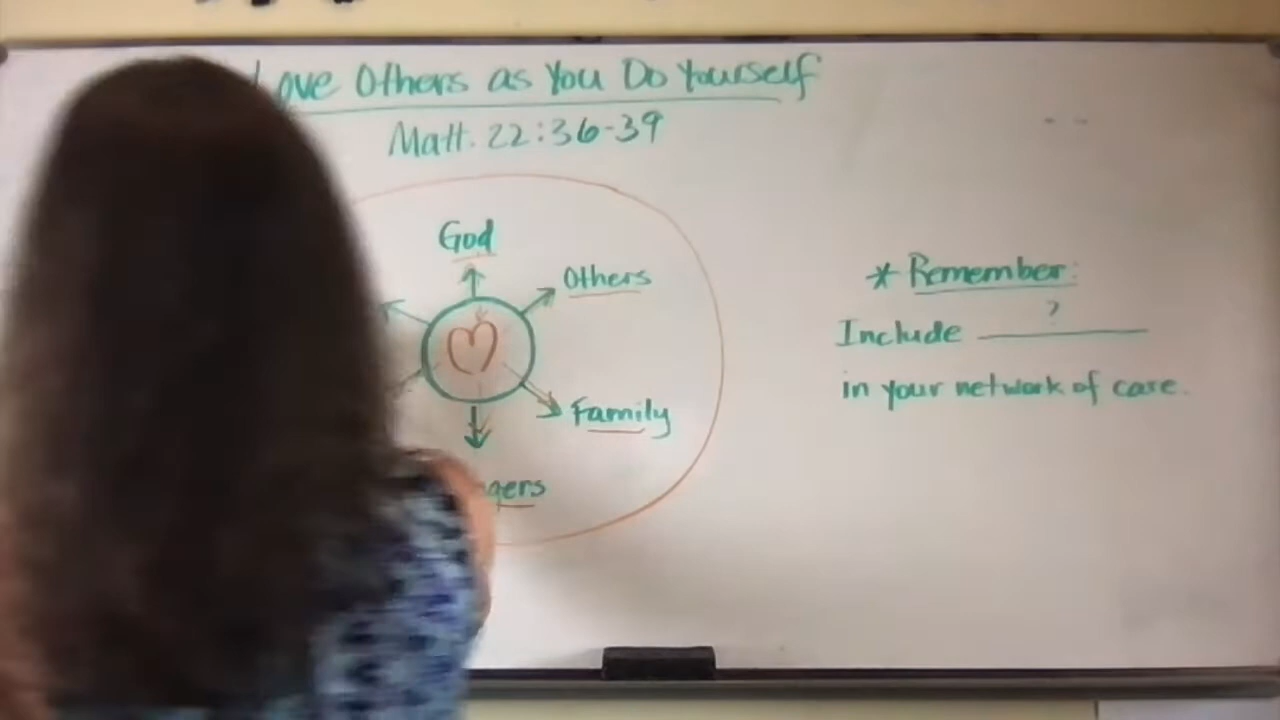 Love Others as You Do Yourself
Matt. 22:36-39
God
Others
* Remember:
?
Include
in your network of care.
Family